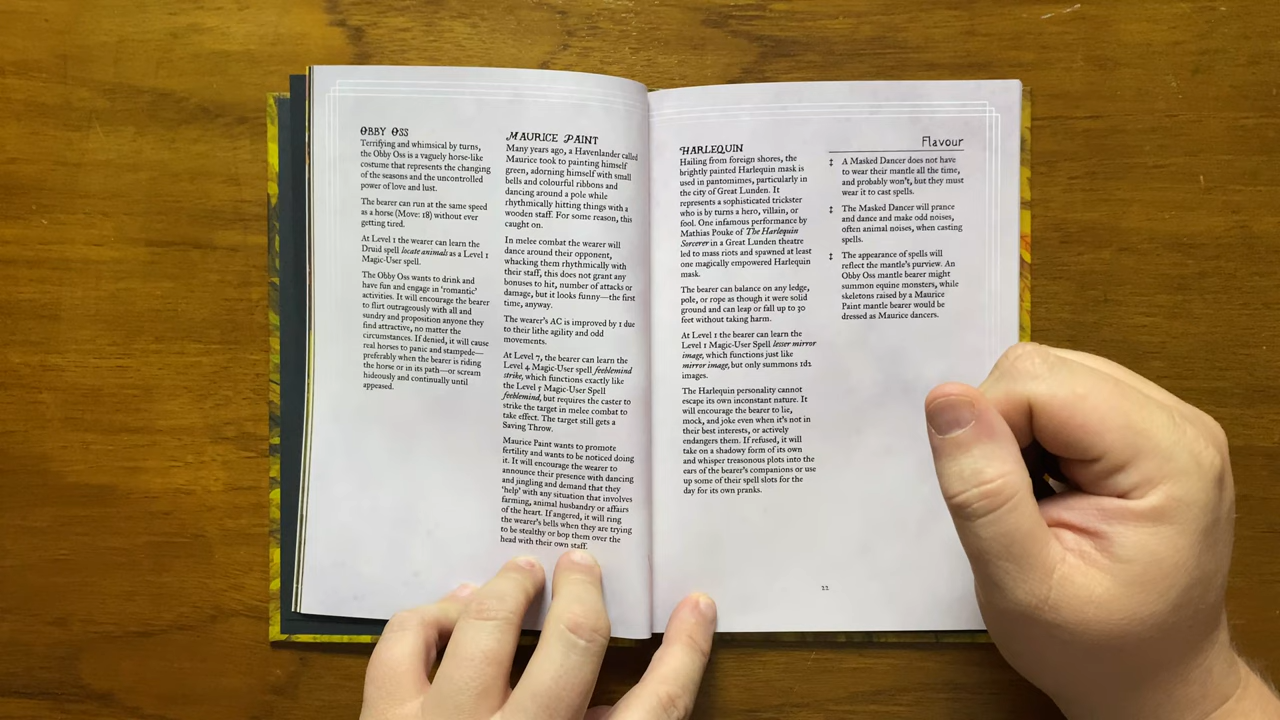 OBBY OSS
Terrifying and whimsical by turns,
the Obby Oss is a vaguely horse-like
costume that represents the changing
of the seasons and the uncontrolled
power of love and lust.
The bearer can run at the same speed
as a horse (Move: 18) without ever
getting tired.
At Level 1 the wearer can learn the
Druid spell locate animals as a Level 1
Magic-User spell.
The Obby Oss wants to drink and
have fun and engage in 'romantic'
activities. It will encourage the bearer
to flirt outrageously with all and
sundry and proposition anyone they
find attractive, no matter the
circumstances. If denied, it will cause
real horses to panic and stampede—
preferably when the bearer is riding
the horse or in its path—or scream
hideously and continually until
appeased.
MAURICE PAINT
Many years ago, a Havenlander called
Maurice took to painting himself
green, adorning himself with small
bells and colourful ribbons and
dancing around a pole while
rhythmically hitting things with a
wooden staff. For some reason, this
caught on.
In melee combat the wearer will
dance around their opponent,
whacking them rhythmically with
their staff, this does not grant any
bonuses to hit, number of attacks or
damage, but it looks funny—the first
time, anyway.
The wearer's AC is improved by 1 due
to their lithe agility and odd
movements.
At Level 7, the bearer can learn the
Level 4 Magic-User spell feeblemind
strike, which functions exactly like
the Level 5 Magic-User Spell
feeblemind, but requires the caster to
strike the target in melee combat to
take effect. The target still gets a
Saving Throw.
Maurice Paint wants to promote
fertility and wants to be noticed doing
it. It will encourage the wearer to
announce their presence with dancing
and jingling and demand that they
'help' with any situation that involves
farming, animal husbandry or affairs
of the heart. If angered, it will ring
the wearer's bells when they are trying
to be stealthy or bop them over the
head with their own staff.
HARLEQUIN
Hailing from foreign shores, the
brightly painted Harlequin mask is
used in pantomimes, particularly in
the city of Great Lunden. It
represents a sophisticated trickster
who is by turns a hero, villain, or
fool. One infamous performance by
Mathias Pouke of The Harlequin
Sorcerer in a Great Lunden theatre
led to mass riots and spawned at least
one magically empowered Harlequin
mask.
The bearer can balance on any ledge,
pole, or rope as though it were solid
ground and can leap or fall up to 30
feet without taking harm.
At Level 1 the bearer can learn the
Level 1 Magic-User Spell lesser mirror
image, which functions just like
mirror image, but only summons 1d2
images.
The Harlequin personality cannot
escape its own inconstant nature. It
will encourage the bearer to lie,
mock, and joke even when it's not in
their best interests, or actively
endangers them. If refused, it will
take on a shadowy form of its own
and whisper treasonous plots into the
ears of the bearer's companions or use
up some of their spell slots for the
day for its own pranks.
Flavour
‡ A Masked Dancer does not have
to wear their mantle all the time,
and probably won't, but they must
wear it to cast spells.
‡ The Masked Dancer will prance
and dance and make odd noises,
often animal noises, when casting
spells.
‡ The appearance of spells will
reflect the mantle's purview. An
Obby Oss mantle bearer might
summon equine monsters, while
skeletons raised by a Maurice
Paint mantle bearer would be
dressed as Maurice dancers.